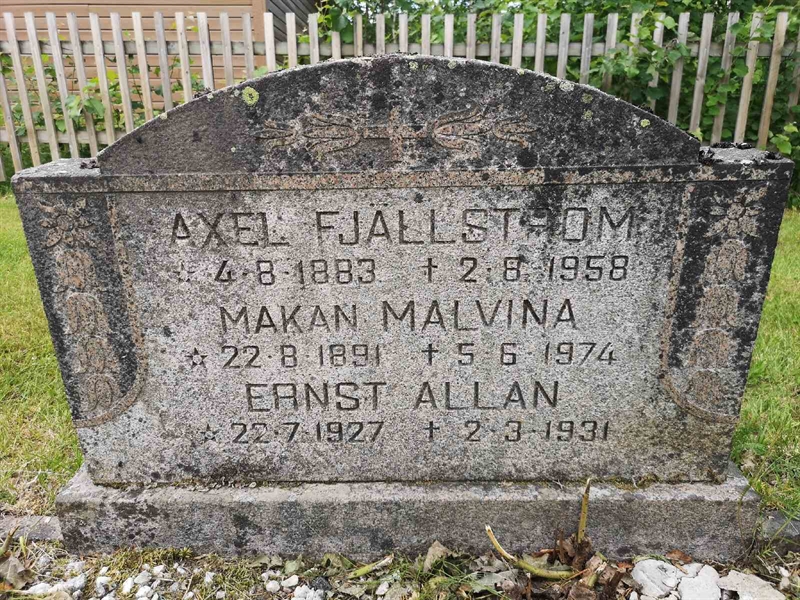 AXEL FJÄLLSTRÖM
☆ 4-8-1883 † 2-8-1958
MAKAN MALVINA
☆ 22-8 1891 † 5-6-1974
ERNST ALLAN
☆ 22-7-1927 † 2-3-1931